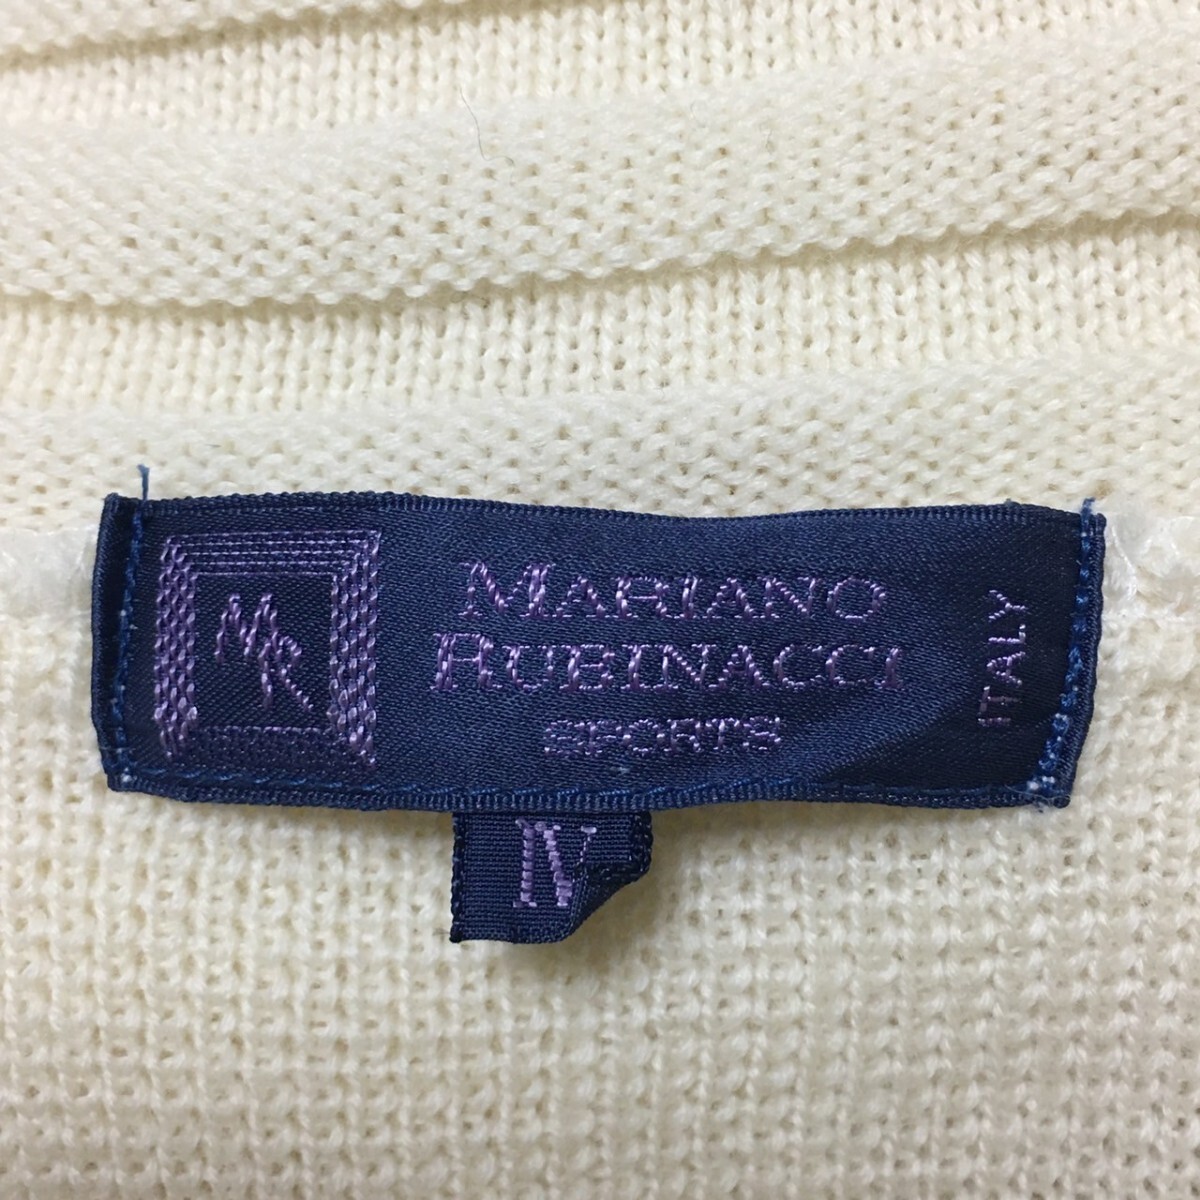 MR
MARIANO
RUBINACCI
SPORTS
ITALY
IV